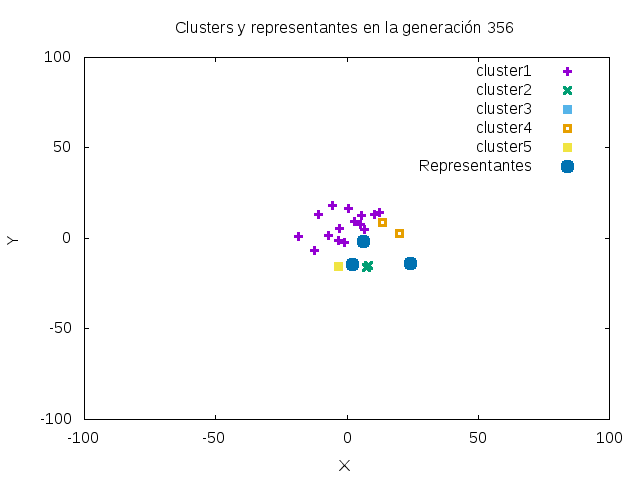 Clusters y representantes en la generación 356
100
50
0
-50
-100
-100
-50
0
50
100
Y
X
cluster1
cluster2
cluster3
cluster4
cluster5
Representantes